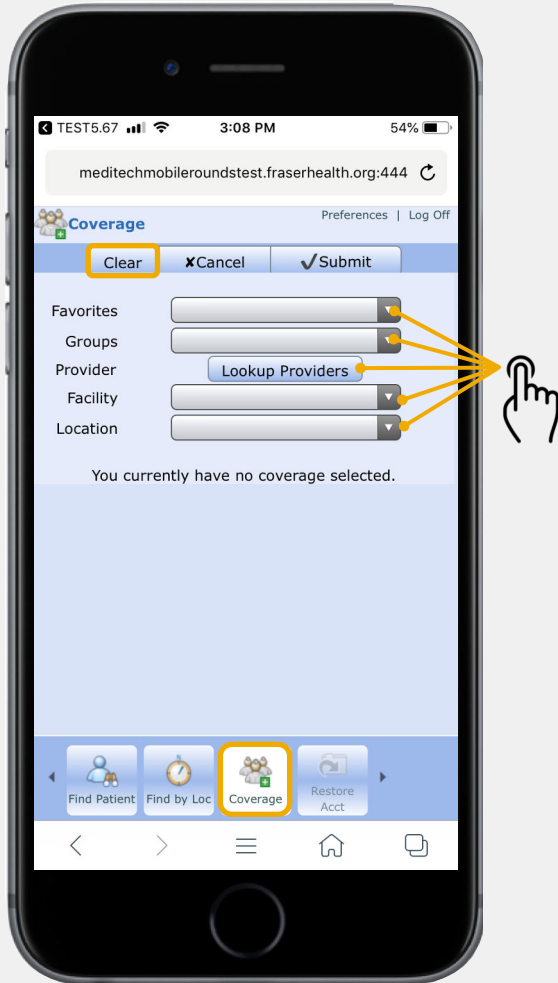 TEST5.67 3:08 PM 54%
meditechmobileroundstest.fraserhealth.org:444
Coverage Preferences | Log Off
Clear ✘Cancel ✓Submit
Favorites
Groups
Provider Lookup Providers
Facility
Location
You currently have no coverage selected.
Find Patient Find by Loc Coverage Restore
Acct